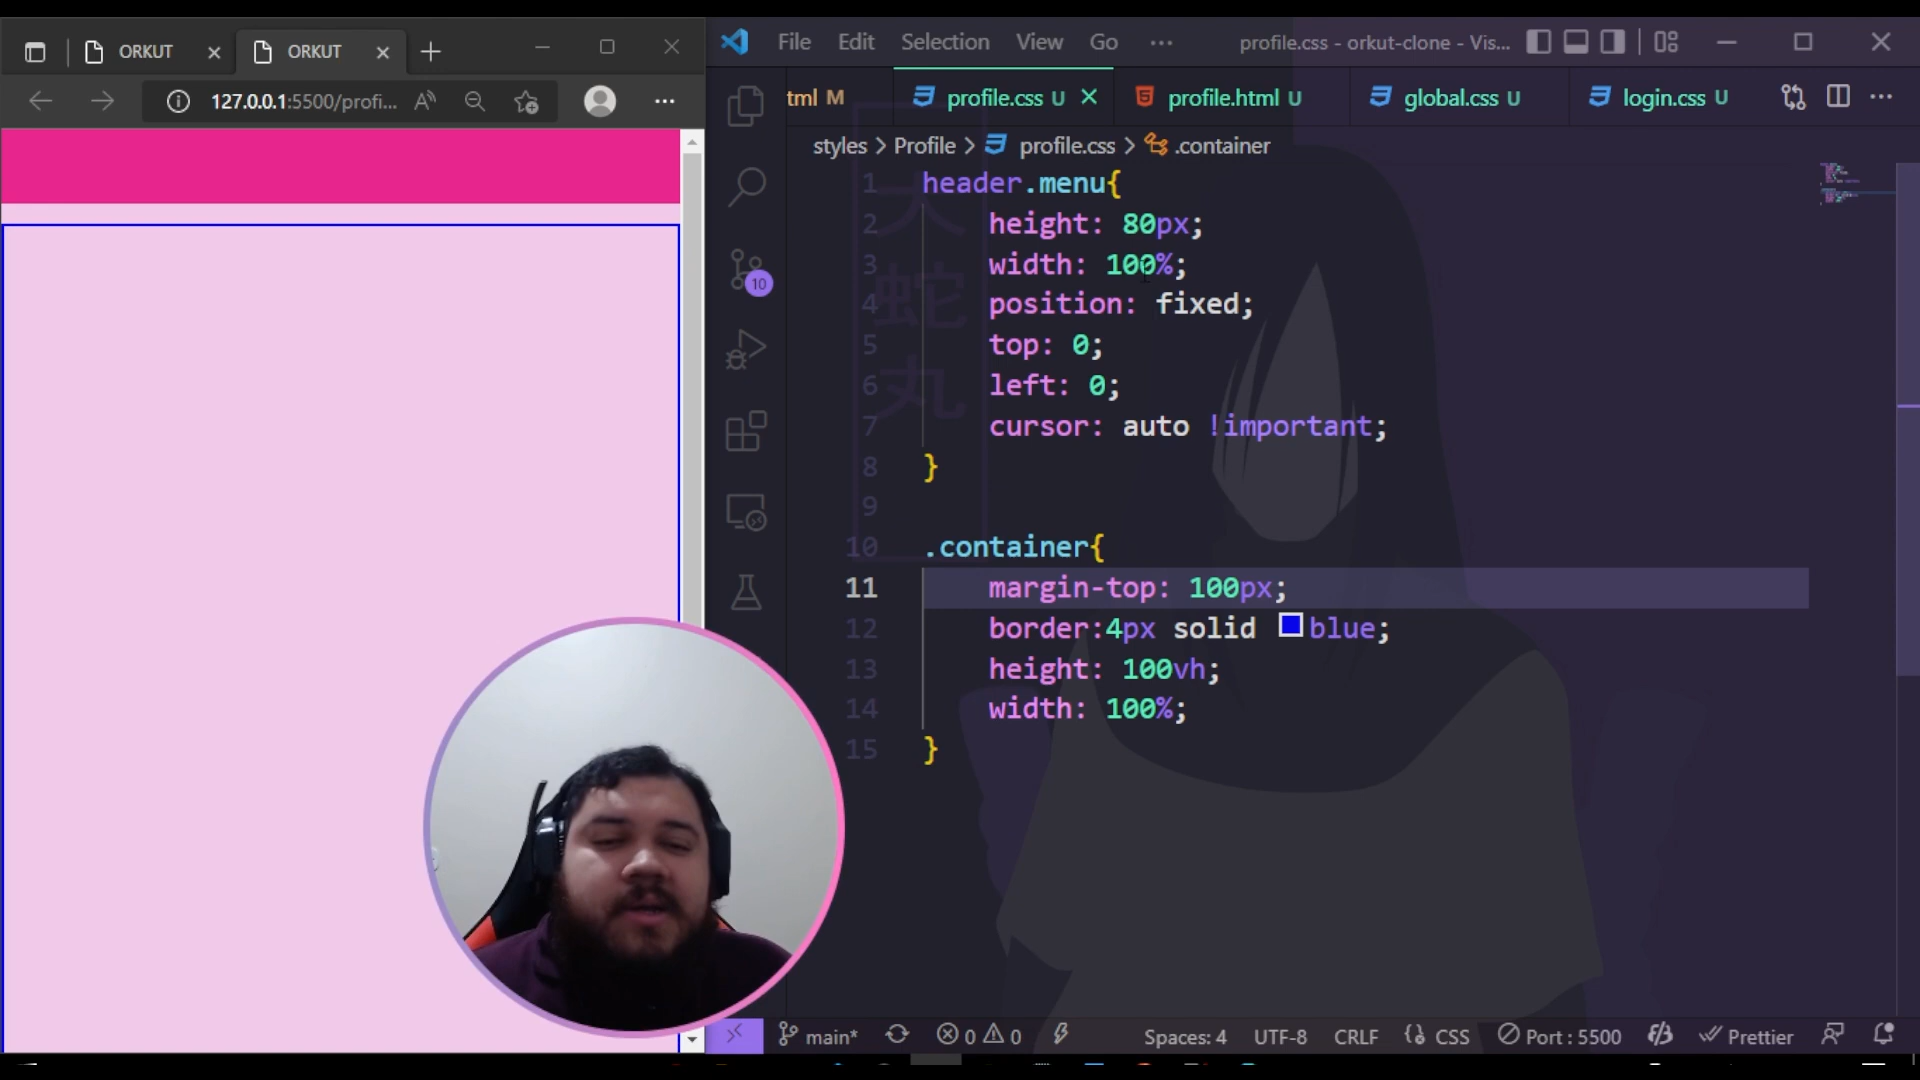 ORKUT
ORKUT
127.0.0.1:5500/profi...
File Edit Selection View Go ...
profile.css - orkut-clone - Vis...
tml M
profile.css U
profile.html U
global.css U
login.css U
styles > Profile > profile.css > .container
10
大蛇丸
1 header.menu{
2 height: 80px;
3 width: 100%;
4 position: fixed;
5 top: 0;
6 left: 0;
7 cursor: auto !important;
8 }
9
10 .container{
11 margin-top: 100px;
12 border:4px solid blue;
13 height: 100vh;
14 width: 100%;
15 }
main* 0 0 Spaces: 4 UTF-8 CRLF CSS Port : 5500 Prettier